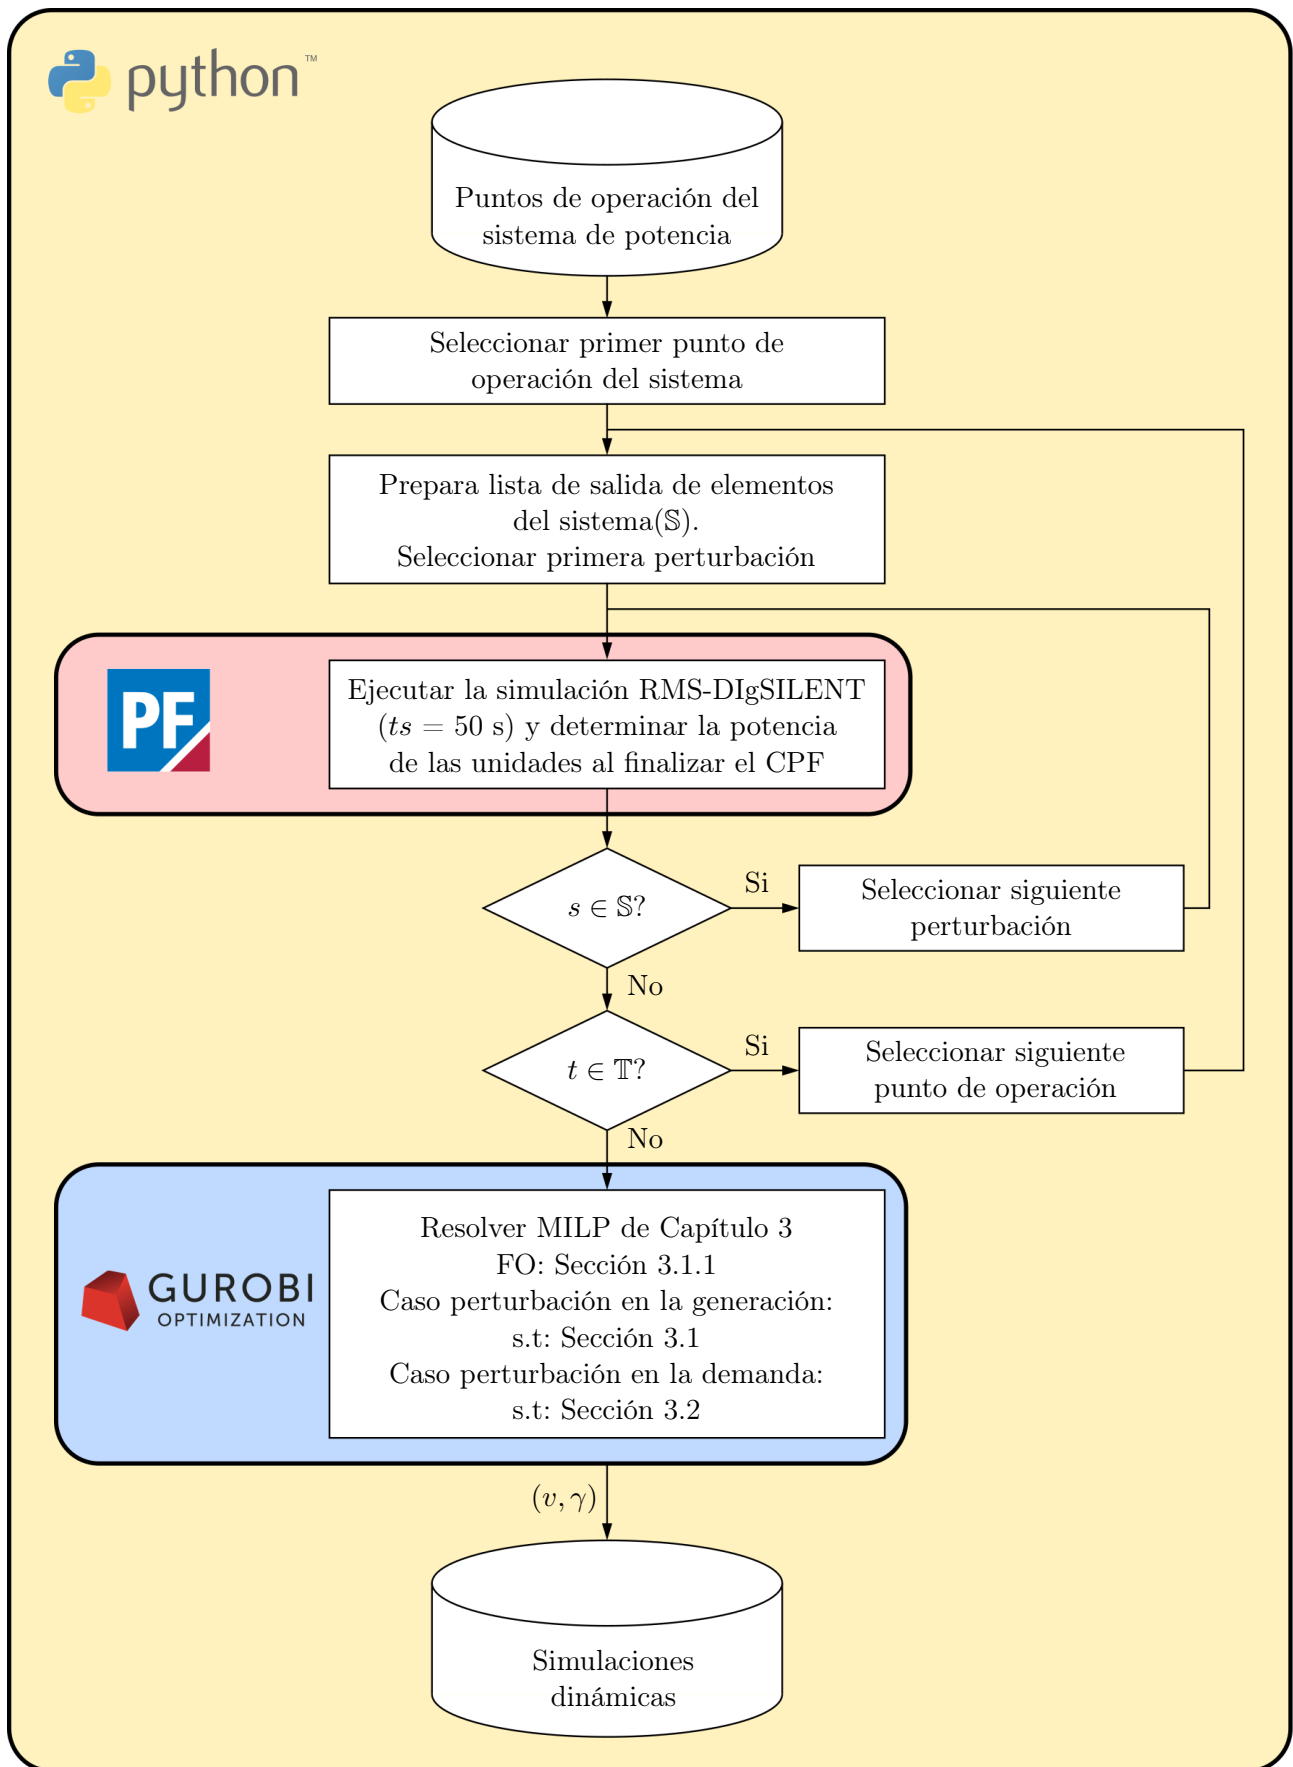 python™
Puntos de operación del
sistema de potencia
Seleccionar primer punto de
operación del sistema
Prepara lista de salida de elementos
del sistema(𝕊).
Seleccionar primera perturbación
PF
Ejecutar la simulación RMS-DIgSILENT
(ts = 50 s) y determinar la potencia
de las unidades al finalizar el CPF
s ∈ 𝕊?
Si
Seleccionar siguiente
perturbación
No
t ∈ 𝕋?
Si
Seleccionar siguiente
punto de operación
No
GUROBI
OPTIMIZATION
Resolver MILP de Capítulo 3
FO: Sección 3.1.1
Caso perturbación en la generación:
s.t: Sección 3.1
Caso perturbación en la demanda:
s.t: Sección 3.2
(v, γ)
Simulaciones
dinámicas